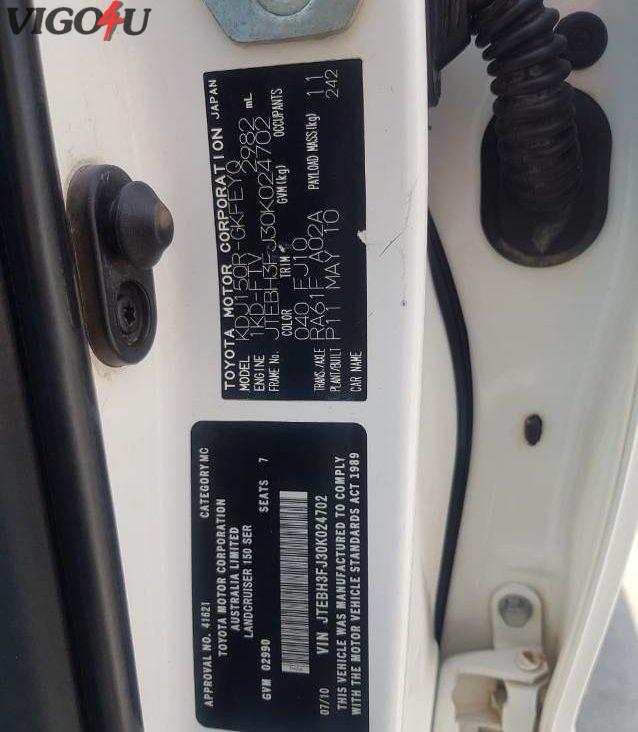 VIGO4U
TOYOTA MOTOR CORPORATION JAPAN
MODEL KDJ150R-GKFEYQ
ENGINE 1KD-FTV 2982 mL
FRAME No. JTEBH3FJ30K024702
GVM(kg) OCCUPANTS
COLOR TRIM
040 FJ10
TRANS./AXLE RA61F/A02A PAYLOAD MASS(kg) 11
PLANT/BUILT P11 MAY 10 242
CAR NAME
APPROVAL NO. 41621 CATEGORY MC
TOYOTA MOTOR CORPORATION
AUSTRALIA LIMITED
LANDCRUISER 150 SER
GVM 02990 SEATS 7
07/10 VIN JTEBH3FJ30K024702
THIS VEHICLE WAS MANUFACTURED TO COMPLY
WITH THE MOTOR VEHICLE STANDARDS ACT 1989